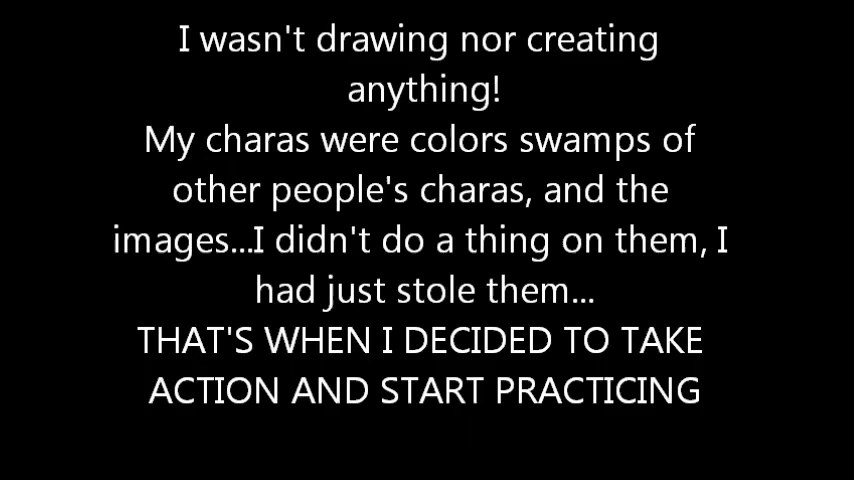 I wasn't drawing nor creating
anything!
My charas were colors swamps of
other people's charas, and the
images...I didn't do a thing on them, I
had just stole them...
THAT'S WHEN I DECIDED TO TAKE
ACTION AND START PRACTICING